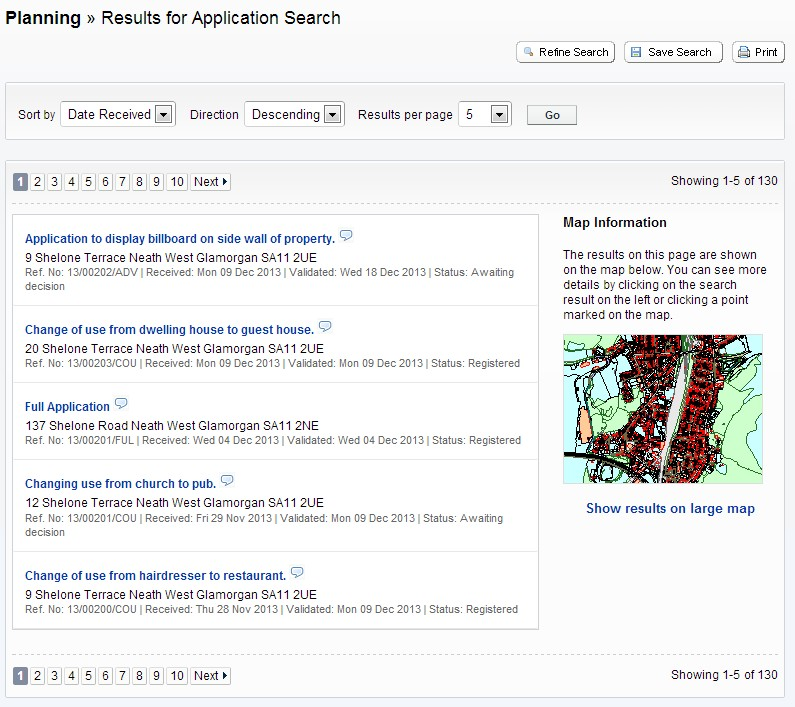 Planning » Results for Application Search
Refine Search Save Search Print
Sort by Date Received Direction Descending Results per page 5 Go
1 2 3 4 5 6 7 8 9 10 Next Showing 1-5 of 130
Application to display billboard on side wall of property.
9 Shelone Terrace Neath West Glamorgan SA11 2UE
Ref. No: 13/00202/ADV | Received: Mon 09 Dec 2013 | Validated: Wed 18 Dec 2013 | Status: Awaiting
decision
Change of use from dwelling house to guest house.
20 Shelone Terrace Neath West Glamorgan SA11 2UE
Ref. No: 13/00203/COU | Received: Mon 09 Dec 2013 | Validated: Mon 09 Dec 2013 | Status: Registered
Full Application
137 Shelone Road Neath West Glamorgan SA11 2NE
Ref. No: 13/00201/FUL | Received: Wed 04 Dec 2013 | Validated: Wed 04 Dec 2013 | Status: Registered
Changing use from church to pub.
12 Shelone Terrace Neath West Glamorgan SA11 2UE
Ref. No: 13/00201/COU | Received: Fri 29 Nov 2013 | Validated: Mon 09 Dec 2013 | Status: Awaiting
decision
Change of use from hairdresser to restaurant.
9 Shelone Terrace Neath West Glamorgan SA11 2UE
Ref. No: 13/00200/COU | Received: Thu 28 Nov 2013 | Validated: Mon 09 Dec 2013 | Status: Registered
Map Information
The results on this page are shown
on the map below. You can see more
details by clicking on the search
result on the left or clicking a point
marked on the map.
Show results on large map
1 2 3 4 5 6 7 8 9 10 Next Showing 1-5 of 130